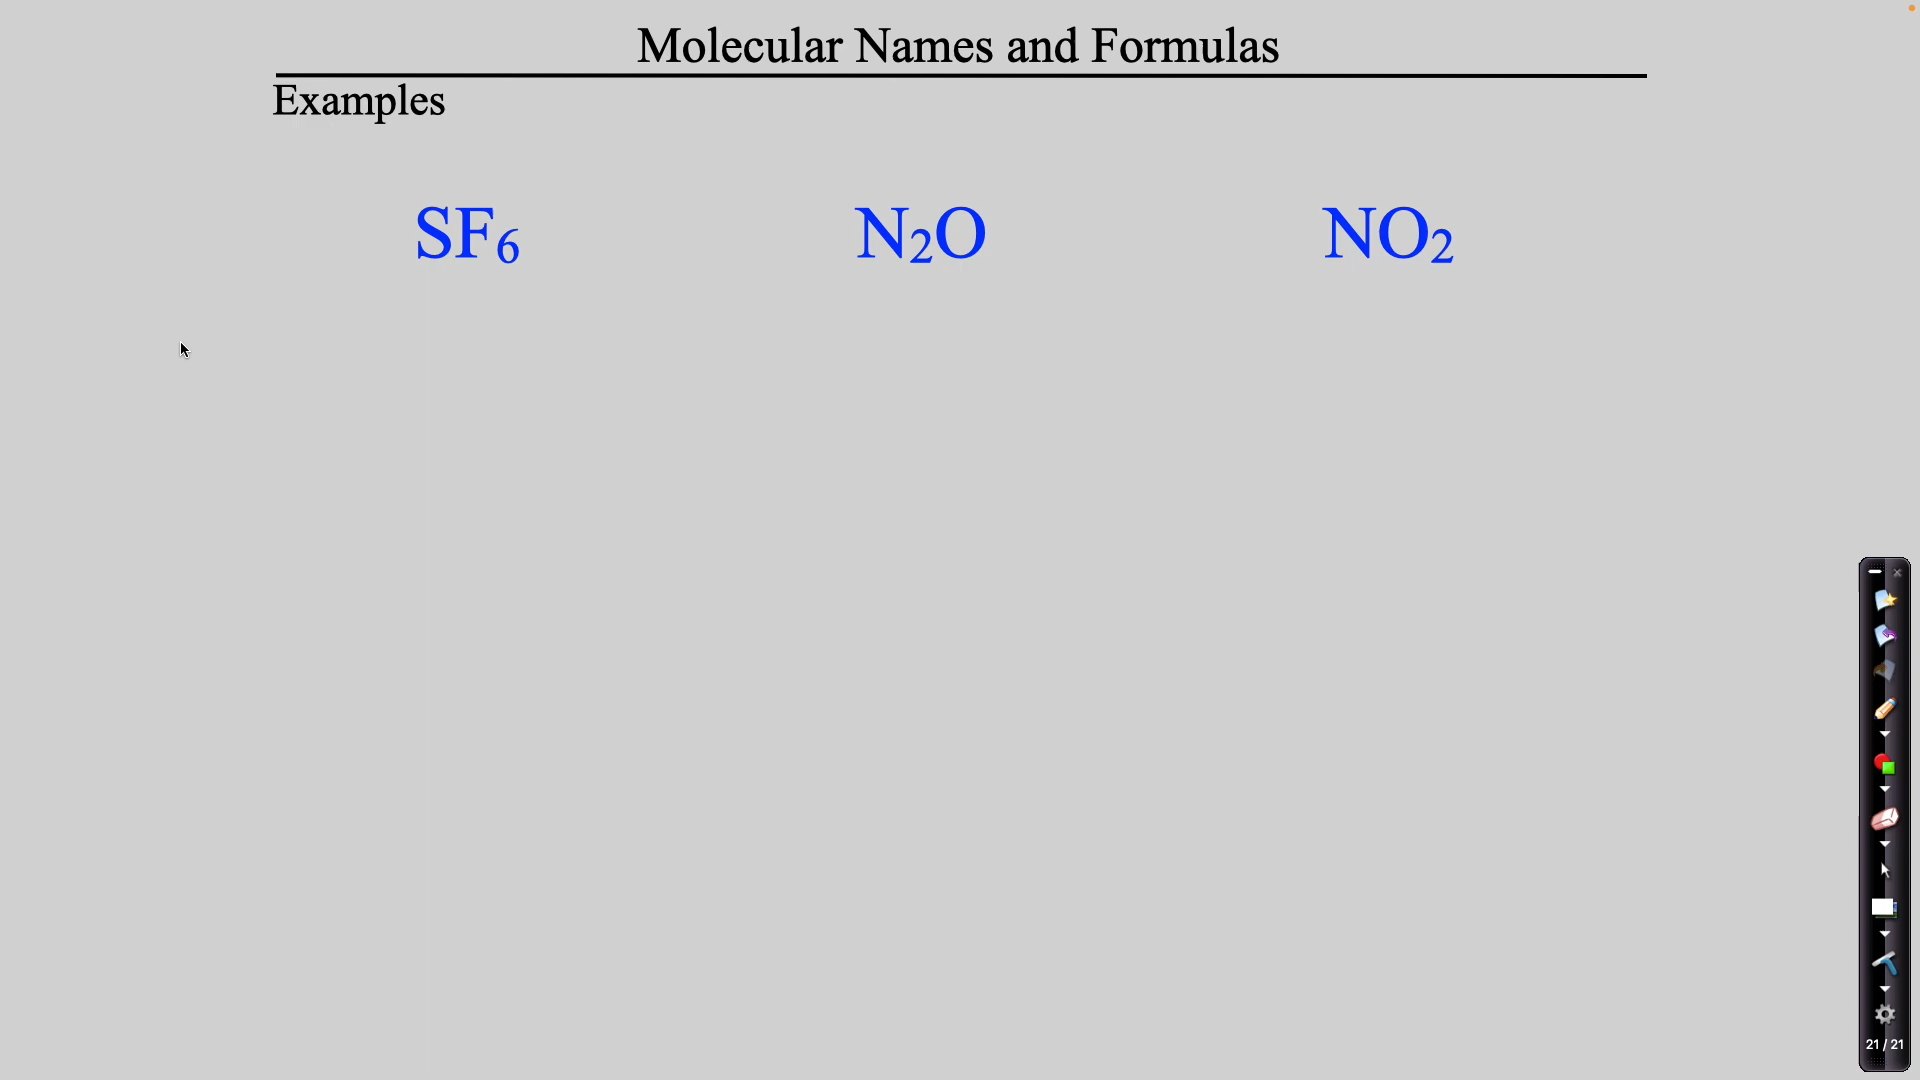 Molecular Names and Formulas
Examples
SF₆ N₂O NO₂
21 / 21